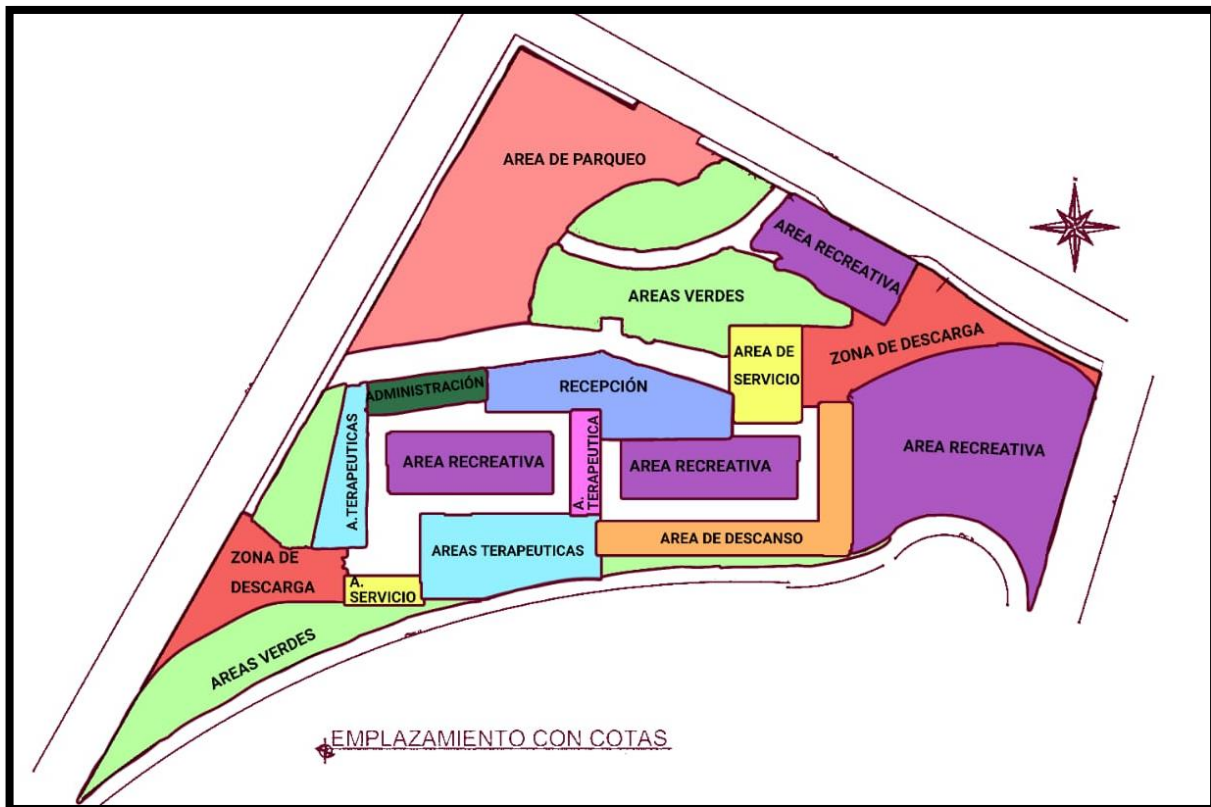 AREA DE PARQUEO
AREA RECREATIVA
AREAS VERDES
ZONA DE DESCARGA
AREA DE
SERVICIO
ADMINISTRACIÓN
RECEPCIÓN
A.TERAPEUTICAS
AREA RECREATIVA
A.
TERAPEUTICA
AREA RECREATIVA
AREA RECREATIVA
AREA DE DESCANSO
AREAS TERAPEUTICAS
ZONA DE
DESCARGA
A.
SERVICIO
AREAS VERDES
EMPLAZAMIENTO CON COTAS